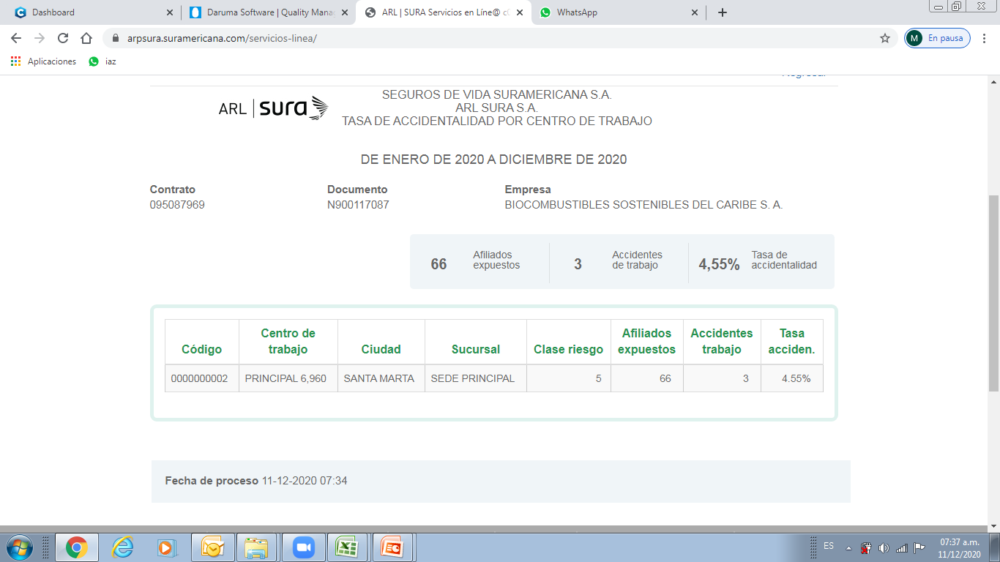 Dashboard
Daruma Software | Quality Mana
ARL | SURA Servicios en Líne@ c
WhatsApp
arpsura.suramericana.com/servicios-linea/
M En pausa
Aplicaciones
iaz
Regresar
SEGUROS DE VIDA SURAMERICANA S.A.
ARL | sura
ARL SURA S.A.
TASA DE ACCIDENTALIDAD POR CENTRO DE TRABAJO
DE ENERO DE 2020 A DICIEMBRE DE 2020
Contrato Documento Empresa
095087969 N900117087 BIOCOMBUSTIBLES SOSTENIBLES DEL CARIBE S. A.
66 Afiliados expuestos 3 Accidentes de trabajo 4,55% Tasa de accidentalidad
Código Centro de trabajo Ciudad Sucursal Clase riesgo Afiliados expuestos Accidentes trabajo Tasa acciden.
0000000002 PRINCIPAL 6,960 SANTA MARTA SEDE PRINCIPAL 5 66 3 4.55%
Fecha de proceso 11-12-2020 07:34
ES
07:37 a.m.
11/12/2020